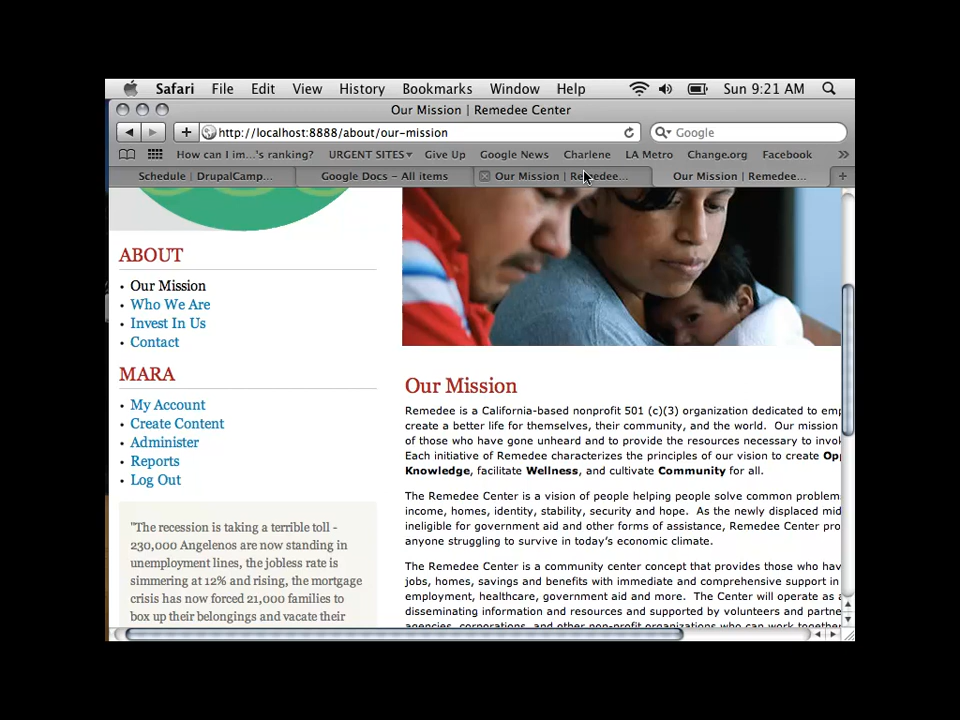 Safari File Edit View History Bookmarks Window Help Sun 9:21 AM
Our Mission | Remedee Center
http://localhost:8888/about/our-mission Google
How can I im...'s ranking? URGENT SITES▾ Give Up Google News Charlene LA Metro Change.org Facebook »
Schedule | DrupalCamp... Google Docs – All items Our Mission | Remedee... Our Mission | Remedee... +
ABOUT
• Our Mission
• Who We Are
• Invest In Us
• Contact
MARA
• My Account
• Create Content
• Administer
• Reports
• Log Out
"The recession is taking a terrible toll -
230,000 Angelenos are now standing in
unemployment lines, the jobless rate is
simmering at 12% and rising, the mortgage
crisis has now forced 21,000 families to
box up their belongings and vacate their
Our Mission
Remedee is a California-based nonprofit 501 (c)(3) organization dedicated to
create a better life for themselves, their community, and the world. Our mission
of those who have gone unheard and to provide the resources necessary to
Each initiative of Remedee characterizes the principles of our vision to create
Knowledge, facilitate Wellness, and cultivate Community for all.
The Remedee Center is a vision of people helping people solve common
income, homes, identity, stability, security and hope. As the newly displaced
ineligible for government aid and other forms of assistance, Remedee Center
anyone struggling to survive in today's economic climate.
The Remedee Center is a community center concept that provides those who
jobs, homes, savings and benefits with immediate and comprehensive support in
employment, healthcare, government aid and more. The Center will operate as
disseminating information and resources and supported by volunteers and
agencies, corporations, and other non-profit organizations who can work together